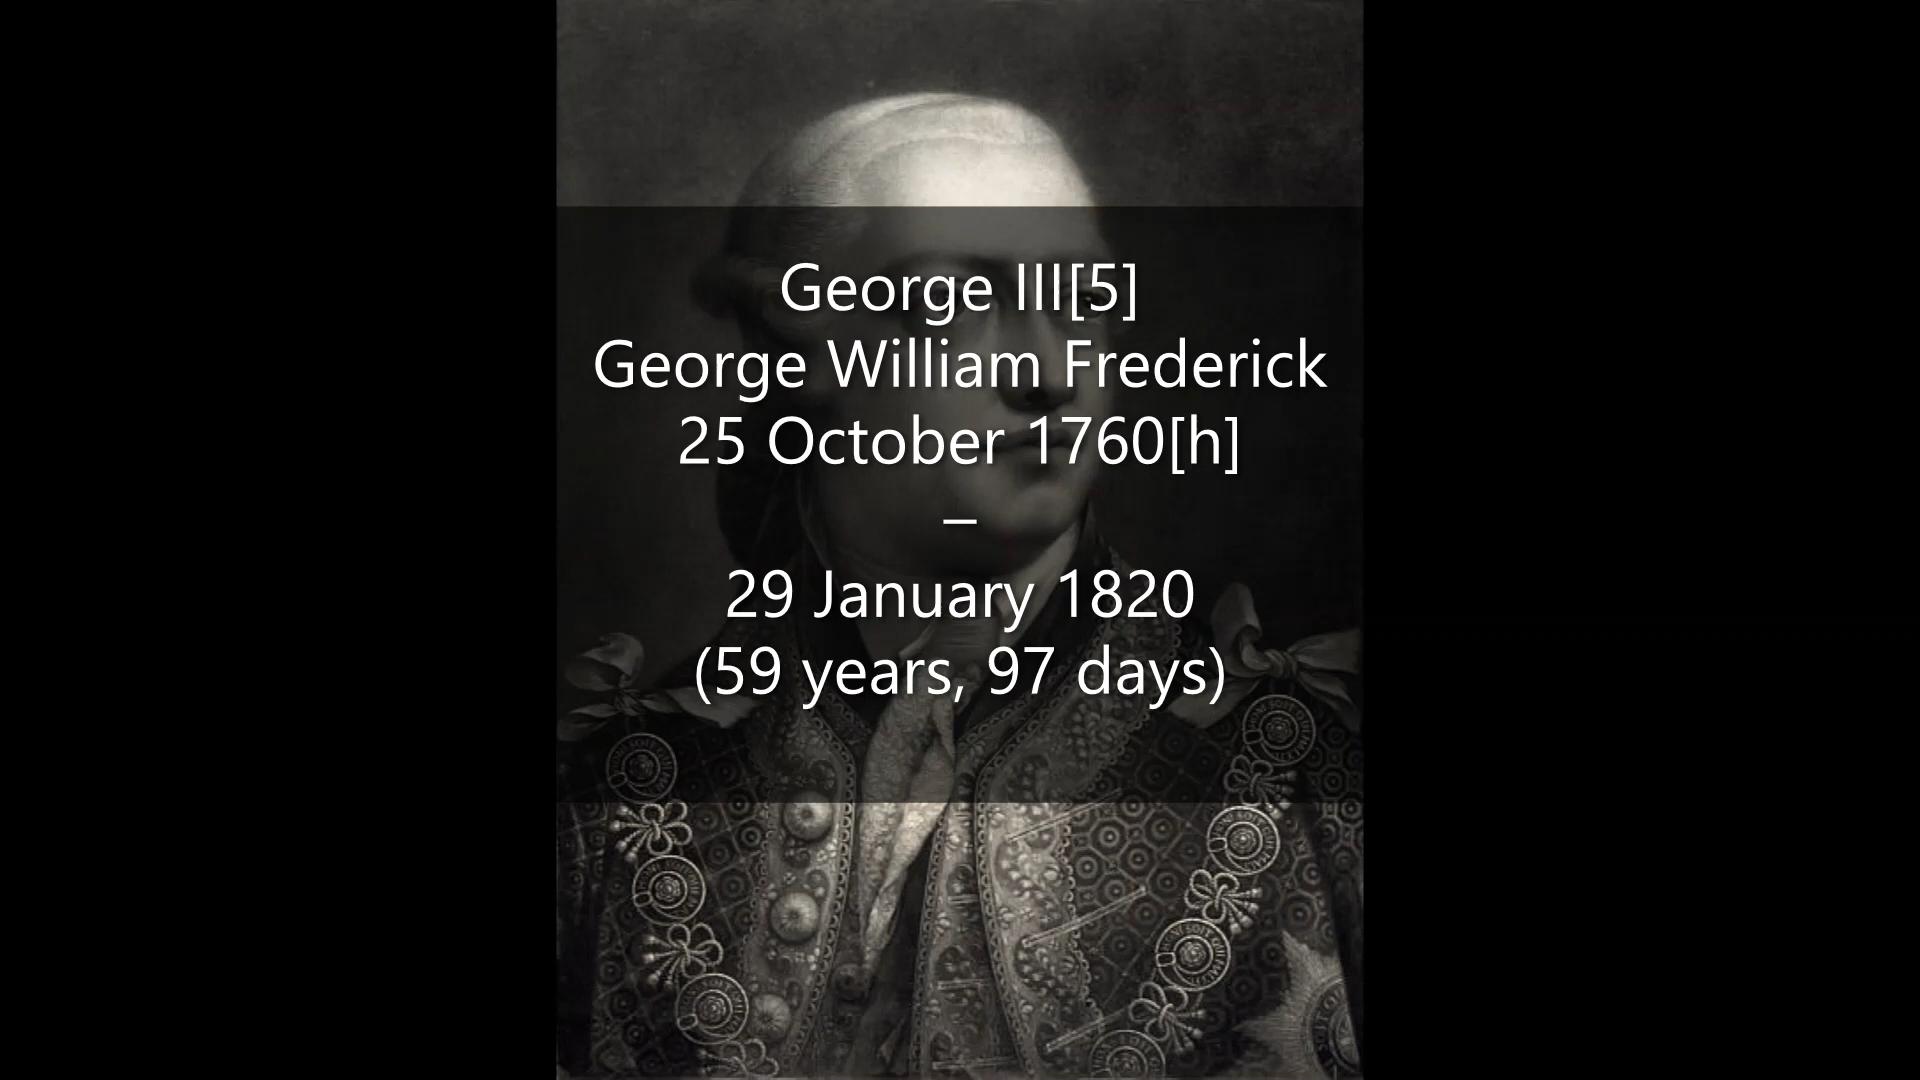 George III[5]
George William Frederick
25 October 1760[h]
–
29 January 1820
(59 years, 97 days)